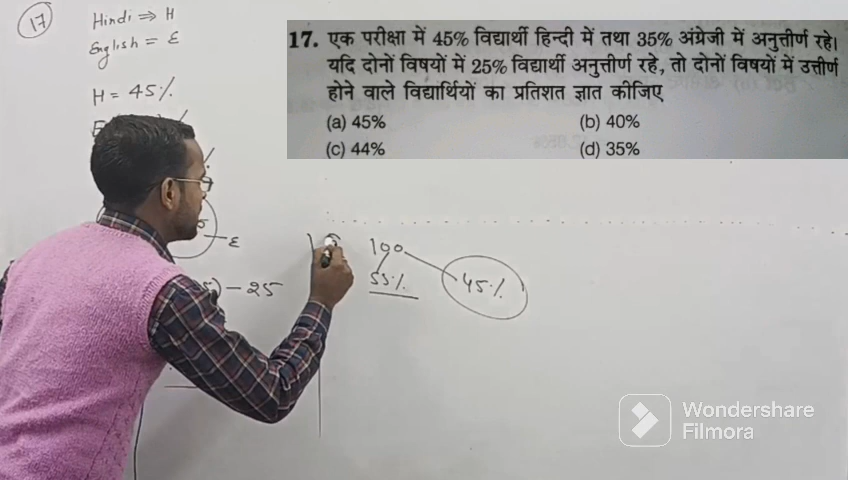 17
Hindi ⇒ H
English = E
H = 45%
E
%
E
5) - 25
100
55%
45%
17. एक परीक्षा में 45% विद्यार्थी हिन्दी में तथा 35% अंग्रेजी में अनुत्तीर्ण रहे।
यदि दोनों विषयों में 25% विद्यार्थी अनुत्तीर्ण रहे, तो दोनों विषयों में उत्तीर्ण
होने वाले विद्यार्थियों का प्रतिशत ज्ञात कीजिए
(a) 45% (b) 40%
(c) 44% (d) 35%
Wondershare
Filmora